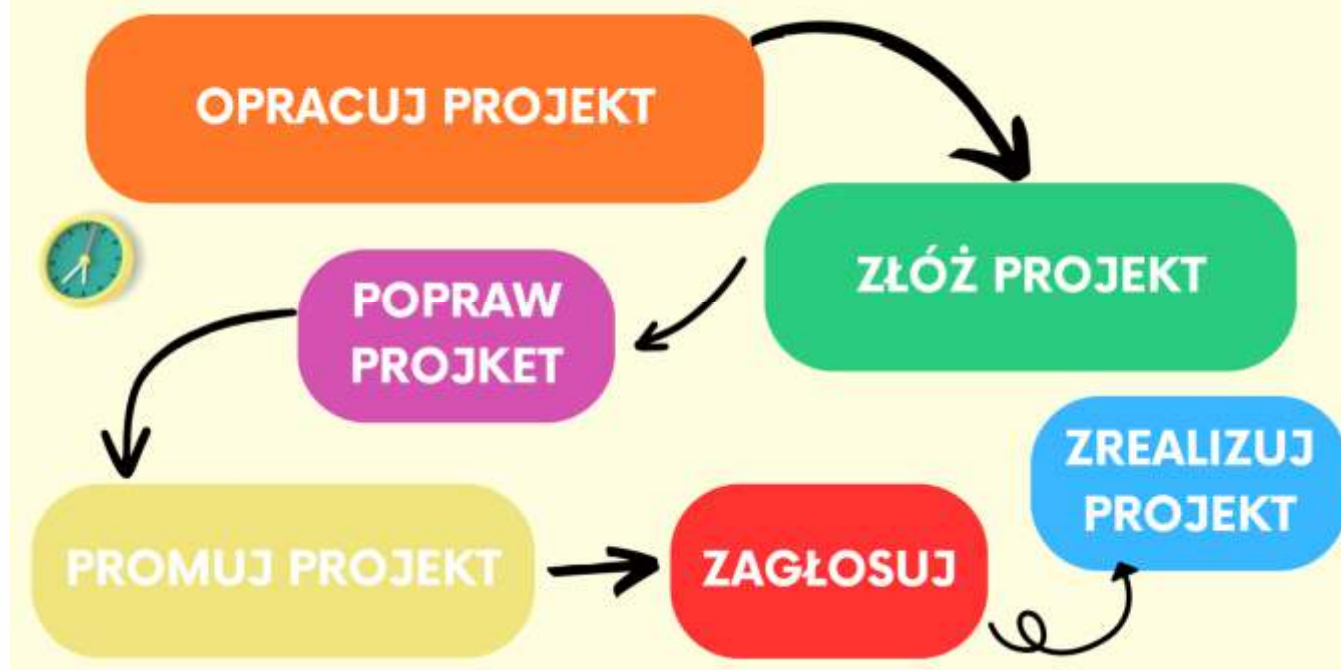 OPRACUJ PROJEKT
ZŁÓŻ PROJEKT
POPRAW
PROJKET
PROMUJ PROJEKT
ZAGŁOSUJ
ZREALIZUJ
PROJEKT